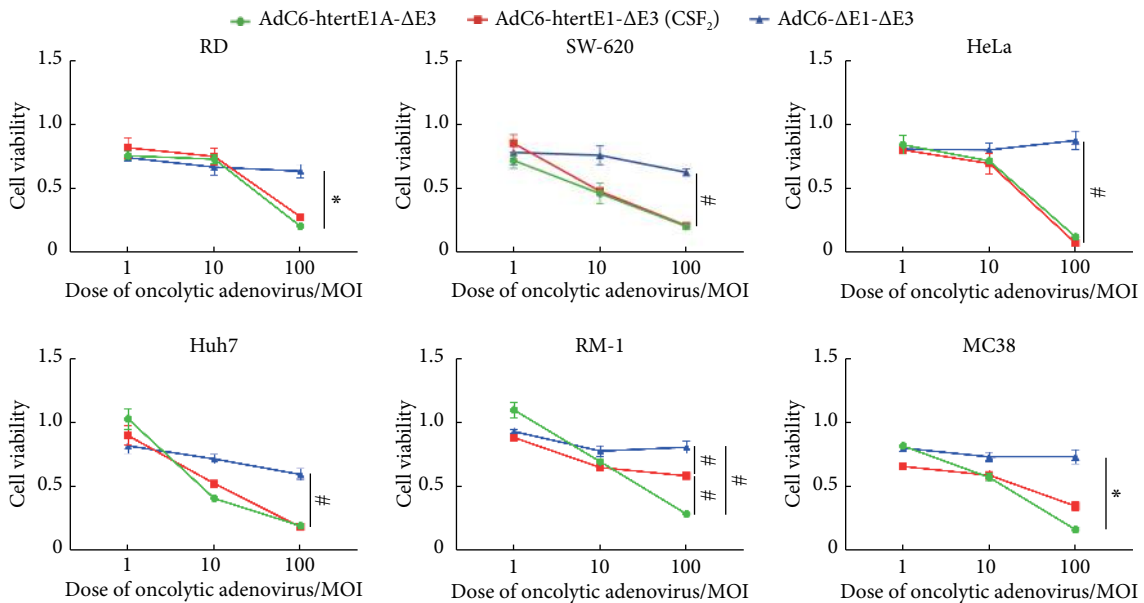 AdC6-htertE1A-ΔE3 AdC6-htertE1-ΔE3 (CSF₂) AdC6-ΔE1-ΔE3
RD
1.5
1.0
0.5
0
Cell viability
*
1 10 100
Dose of oncolytic adenovirus/MOI
SW-620
1.5
1.0
0.5
0
Cell viability
#
1 10 100
Dose of oncolytic adenovirus/MOI
HeLa
1.5
1.0
0.5
0
Cell viability
#
1 10 100
Dose of oncolytic adenovirus/MOI
Huh7
1.5
1.0
0.5
0
Cell viability
#
1 10 100
Dose of oncolytic adenovirus/MOI
RM-1
1.5
1.0
0.5
0
Cell viability
# # #
1 10 100
Dose of oncolytic adenovirus/MOI
MC38
1.5
1.0
0.5
0
Cell viability
*
1 10 100
Dose of oncolytic adenovirus/MOI